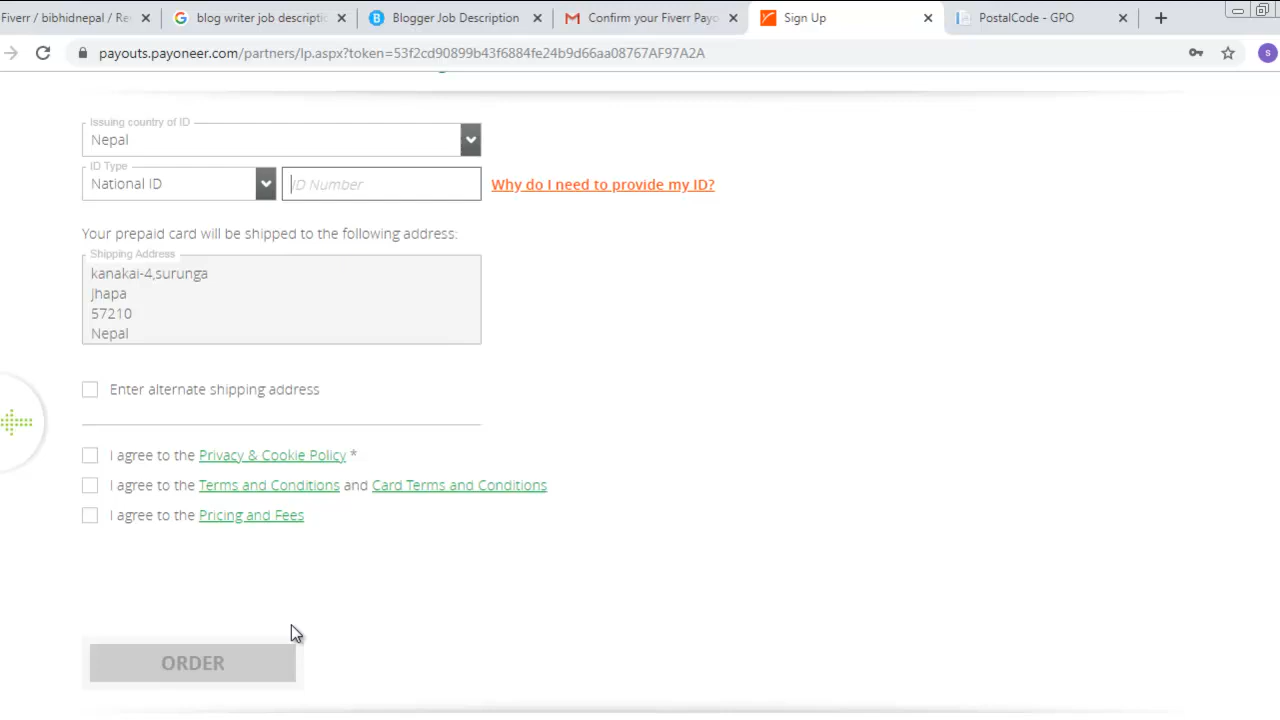 Fiverr / bibhidnepal / Re
blog writer job descripti
Blogger Job Description
Confirm your Fiverr Payo
Sign Up
PostalCode - GPO
payouts.payoneer.com/partners/lp.aspx?token=53f2cd90899b43f6884fe24b9d66aa08767AF97A2A
s
Issuing country of ID
Nepal
ID Type
National ID
ID Number
Why do I need to provide my ID?
Your prepaid card will be shipped to the following address:
Shipping Address
kanakai-4,surunga
Jhapa
57210
Nepal
Enter alternate shipping address
I agree to the Privacy & Cookie Policy *
I agree to the Terms and Conditions and Card Terms and Conditions
I agree to the Pricing and Fees
ORDER